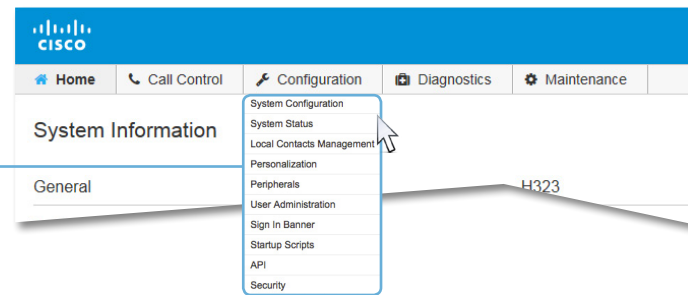 CISCO
Home Call Control Configuration Diagnostics Maintenance
System Configuration
System Information
System Status
Local Contacts Management
Personalization
General
Peripherals
H323
User Administration
Sign In Banner
Startup Scripts
API
Security